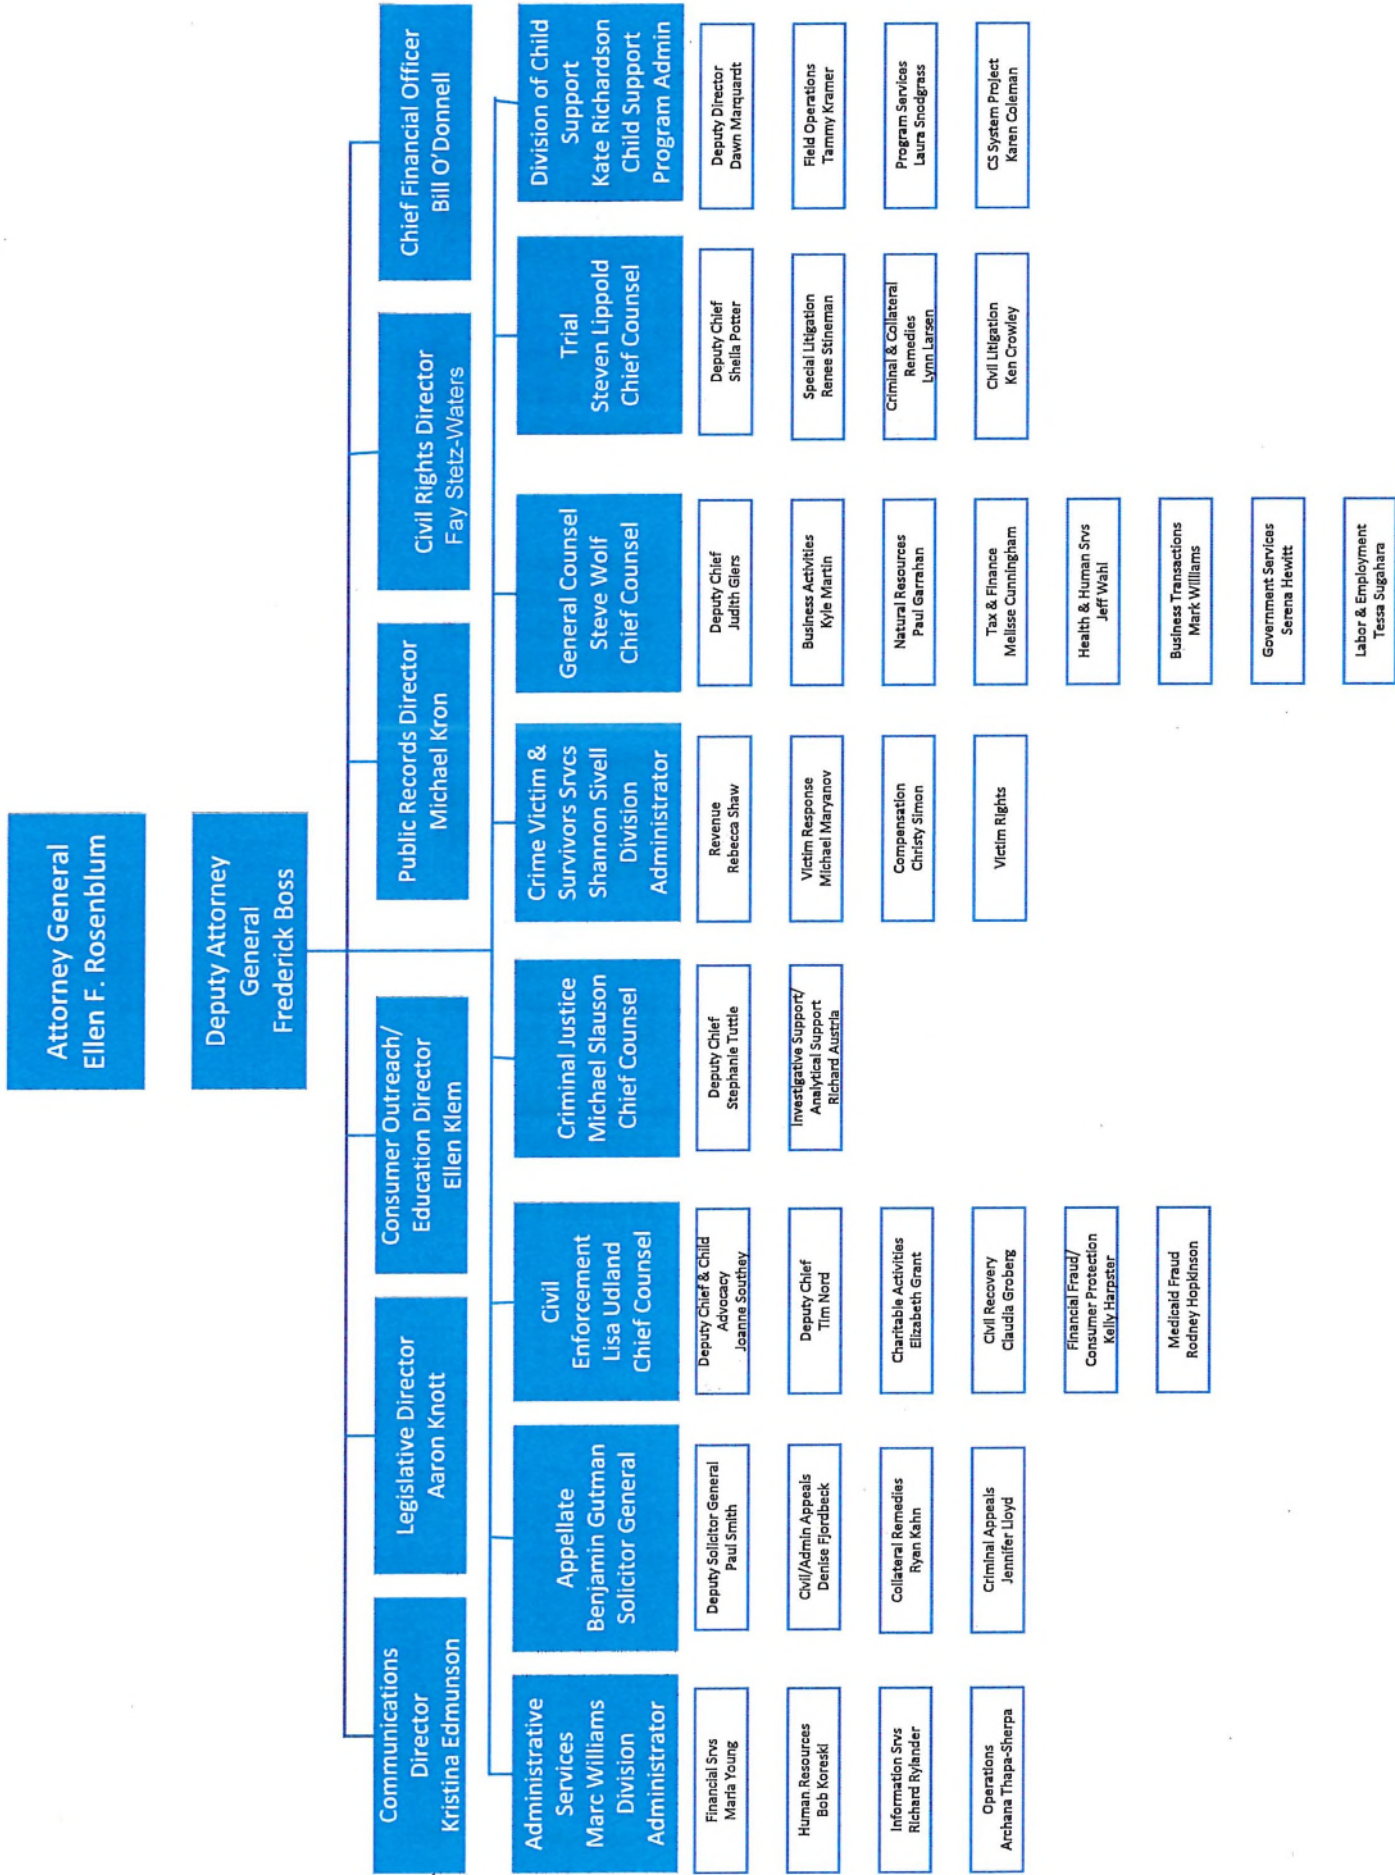 Attorney General
Ellen F. Rosenblum
Deputy Attorney
General
Frederick Boss
Communications
Director
Kristina Edmunson
Legislative Director
Aaron Knott
Consumer Outreach/
Education Director
Ellen Klem
Public Records Director
Michael Kron
Civil Rights Director
Fay Stetz-Waters
Chief Financial Officer
Bill O'Donnell
Administrative
Services
Marc Williams
Division
Administrator
Financial Srvs
Maria Young
Human Resources
Bob Koreski
Information Srvs
Richard Rylander
Operations
Archana Thapa-Sherpa
Appellate
Benjamin Gutman
Solicitor General
Deputy Solicitor General
Paul Smith
Civil/Admin Appeals
Denise Fjordbeck
Collateral Remedies
Ryan Kahn
Criminal Appeals
Jennifer Lloyd
Civil
Enforcement
Lisa Udland
Chief Counsel
Deputy Chief & Child
Advocacy
Joanne Southey
Deputy Chief
Tim Nord
Charitable Activities
Elizabeth Grant
Civil Recovery
Claudia Groberg
Financial Fraud/
Consumer Protection
Kelly Harpster
Medicaid Fraud
Rodney Hopkinson
Criminal Justice
Michael Slauson
Chief Counsel
Deputy Chief
Stephanie Tuttle
Investigative Support/
Analytical Support
Richard Austria
Crime Victim &
Survivors Srvcs
Shannon Sivell
Division
Administrator
Revenue
Rebecca Shaw
Victim Response
Michael Maryanov
Compensation
Christy Simon
Victim Rights
General Counsel
Steve Wolf
Chief Counsel
Deputy Chief
Judith Giers
Business Activities
Kyle Martin
Natural Resources
Paul Garrahan
Tax & Finance
Melisse Cunningham
Health & Human Srvs
Jeff Wahl
Business Transactions
Mark Williams
Government Services
Serena Hewitt
Labor & Employment
Tessa Sugahara
Trial
Steven Lippold
Chief Counsel
Deputy Chief
Sheila Potter
Special Litigation
Renee Stineman
Criminal & Collateral
Remedies
Lynn Larsen
Civil Litigation
Ken Crowley
Division of Child
Support
Kate Richardson
Child Support
Program Admin
Deputy Director
Dawn Marquardt
Field Operations
Tammy Kramer
Program Services
Laura Snodgrass
CS System Project
Karen Coleman